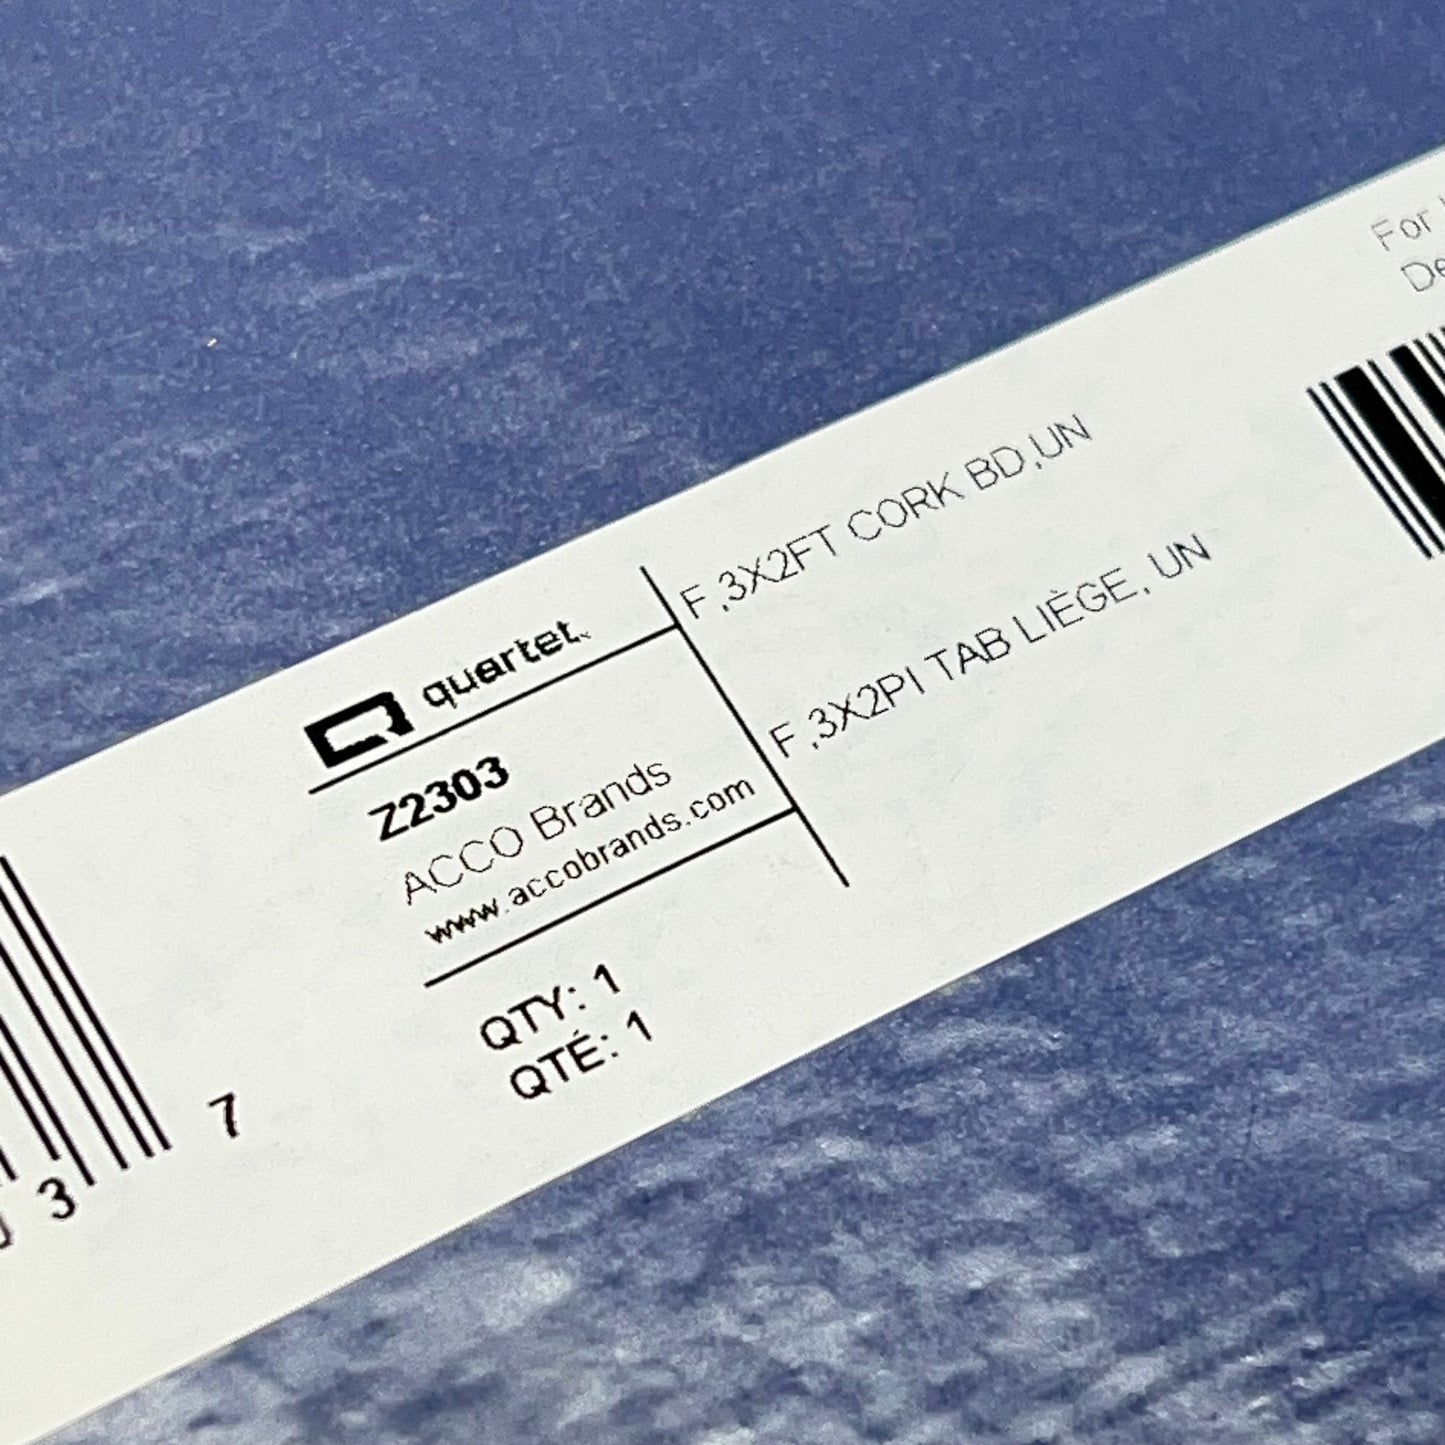 quartet
Z2303
ACCO Brands
www.accobrands.com
QTY: 1
QTÉ: 1
F ,3X2FT CORK BD,UN
F ,3X2PI TAB LIÈGE, UN
For
3
7